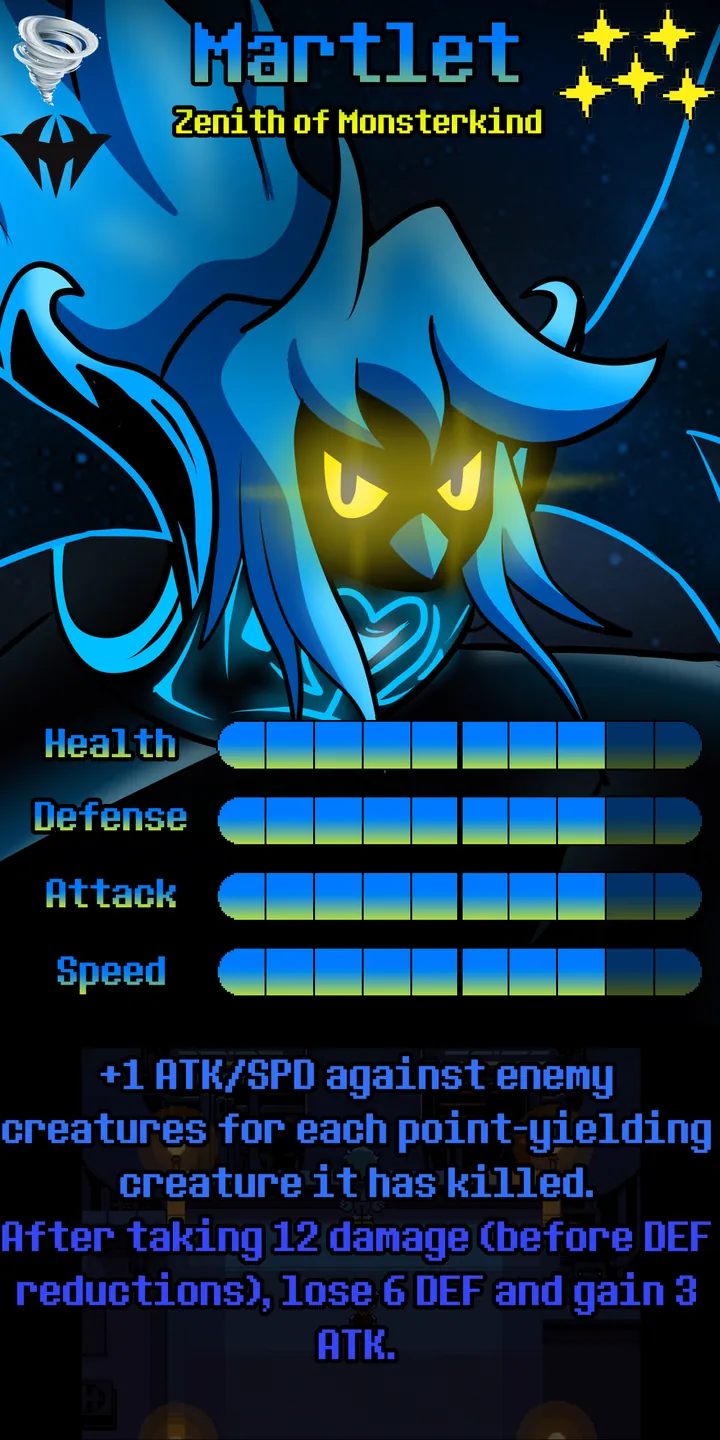 Martlet
Zenith of Monsterkind
Health
Defense
Attack
Speed
+1 ATK/SPD against enemy
creatures for each point-yielding
creature it has killed.
After taking 12 damage (before DEF
reductions), lose 6 DEF and gain 3
ATK.